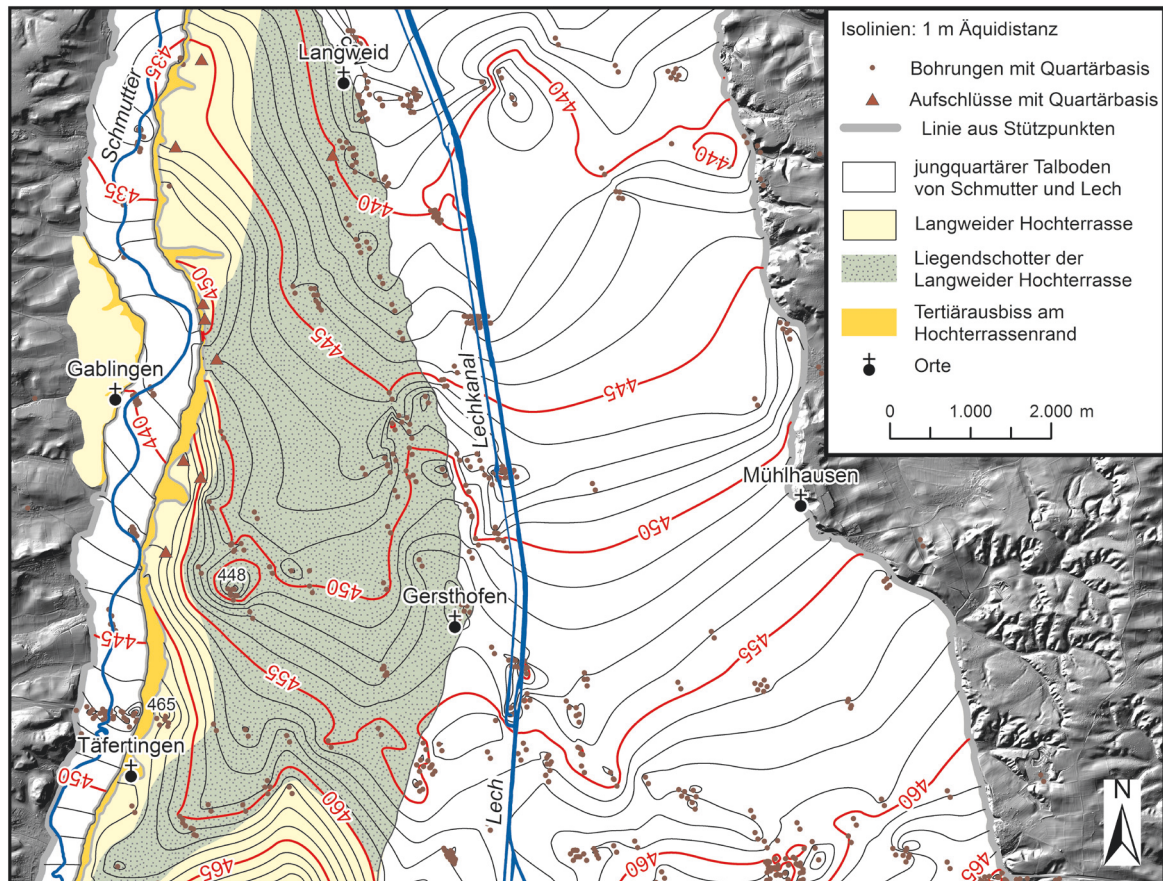 Isolinien: 1 m Äquidistanz
Bohrungen mit Quartärbasis
Aufschlüsse mit Quartärbasis
Linie aus Stützpunkten
jungquartärer Talboden
von Schmutter und Lech
Langweider Hochterrasse
Liegendschotter der
Langweider Hochterrasse
Tertiärausbiss am
Hochterrassenrand
Orte
0 1.000 2.000 m
Langweid
Schmutter
435
440
440
435
440
450
445
Lechkanal
445
Gablingen
440
Mühlhausen
450
448
450
Gersthofen
445
455
455
465
Täfertingen
450
460
Lech
460
465
460
465
N